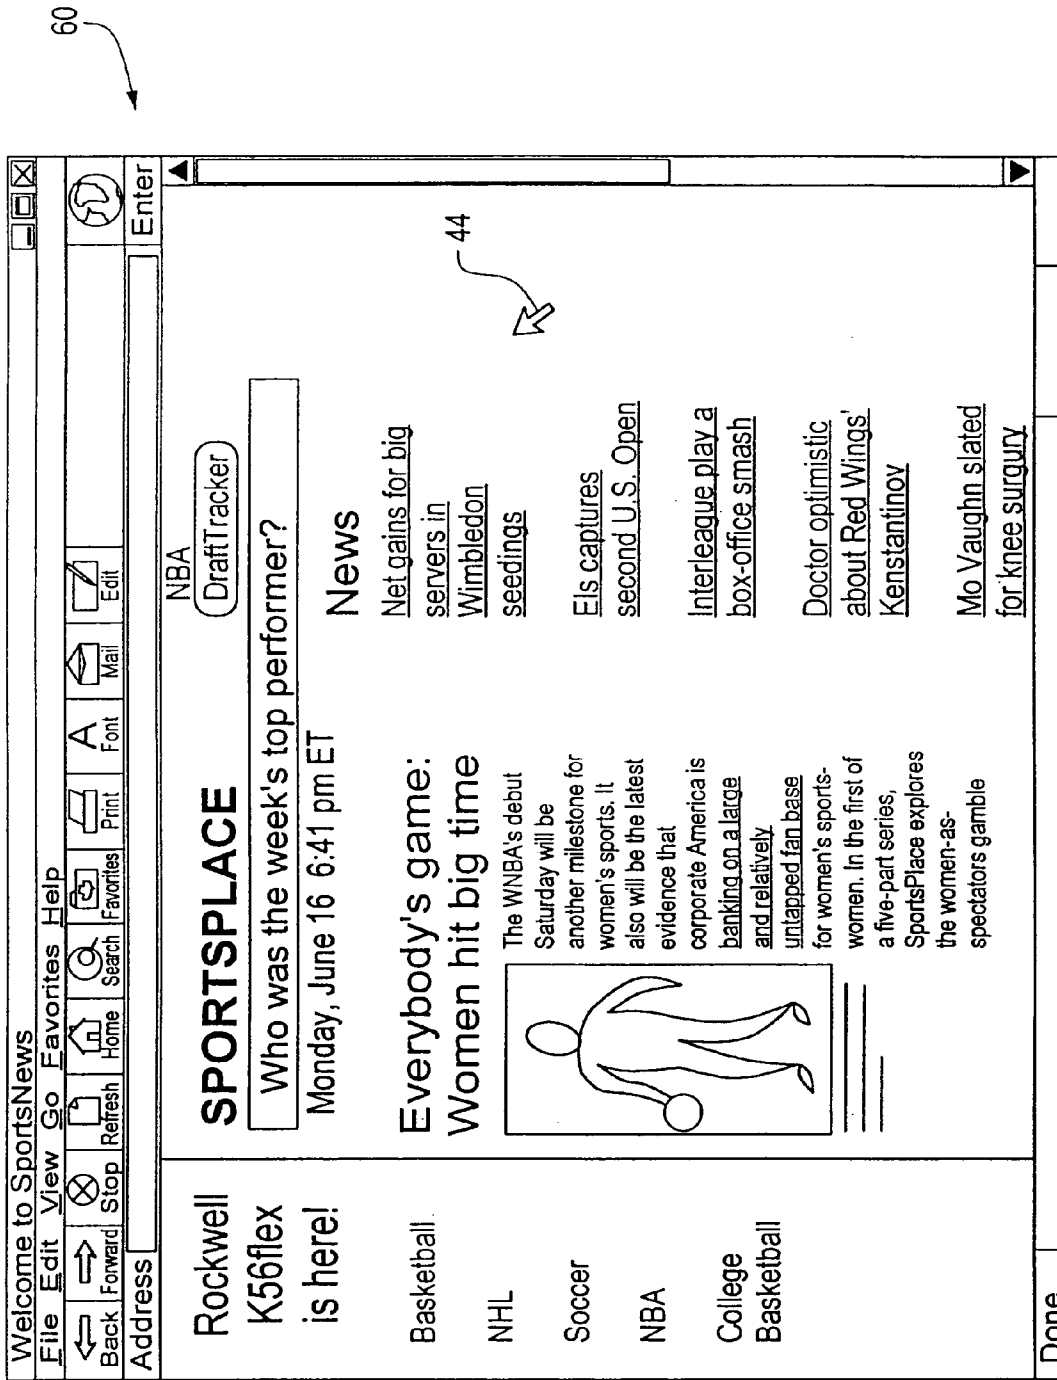 60
Welcome to SportsNews
File Edit View Go Favorites Help
Back Forward Stop Refresh Home Search Favorites Print Font Mail Edit
Address Enter
Rockwell
K56flex
is here!
Basketball
NHL
Soccer
NBA
College
Basketball
NBA
SPORTSPLACE DraftTracker
Who was the week's top performer?
Monday, June 16 6:41 pm ET
Everybody's game:
Women hit big time
The WNBA's debut
Saturday will be
another milestone for
women's sports. It
also will be the latest
evidence that
corporate America is
banking on a large
and relatively
untapped fan base
for women's sports-
women. In the first of
a five-part series,
SportsPlace explores
the women-as-
spectators gamble
News
Net gains for big
servers in
Wimbledon
seedings
Els captures
second U.S. Open
Interleague play a
box-office smash
Doctor optimistic
about Red Wings'
Kenstantinov
Mo Vaughn slated
for knee surgury
44
Done